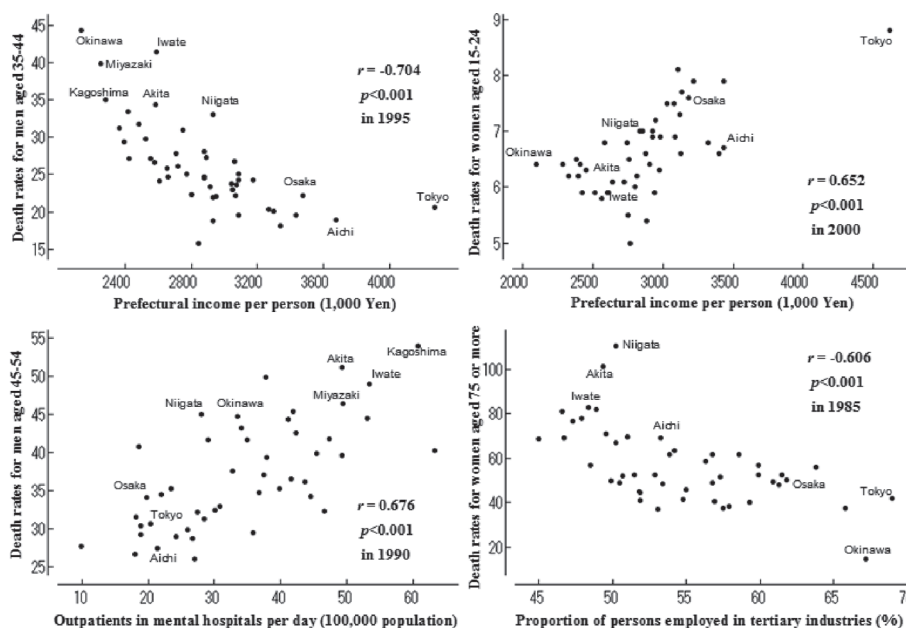 45
40
35
30
25
20
15
Death rates for men aged 35-44
Okinawa
Iwate
Miyazaki
Kagoshima
Akita
Niigata
Osaka
Tokyo
Aichi
r = -0.704
p<0.001
in 1995
2400 2800 3200 3600 4000
Prefectural income per person (1,000 Yen)
9
8
7
6
5
Death rates for women aged 15-24
Tokyo
Osaka
Niigata
Aichi
Okinawa
Akita
Iwate
r = 0.652
p<0.001
in 2000
2000 2500 3000 3500 4000 4500
Prefectural income per person (1,000 Yen)
55
50
45
40
35
30
25
Death rates for men aged 45-54
Kagoshima
Akita
Iwate
Miyazaki
Niigata
Okinawa
Osaka
Tokyo
Aichi
r = 0.676
p<0.001
in 1990
10 20 30 40 50 60
Outpatients in mental hospitals per day (100,000 population)
100
80
60
40
20
Death rates for women aged 75 or more
Niigata
Akita
Iwate
Aichi
Osaka
Tokyo
Okinawa
r = -0.606
p<0.001
in 1985
45 50 55 60 65
Proportion of persons employed in tertiary industries (%)